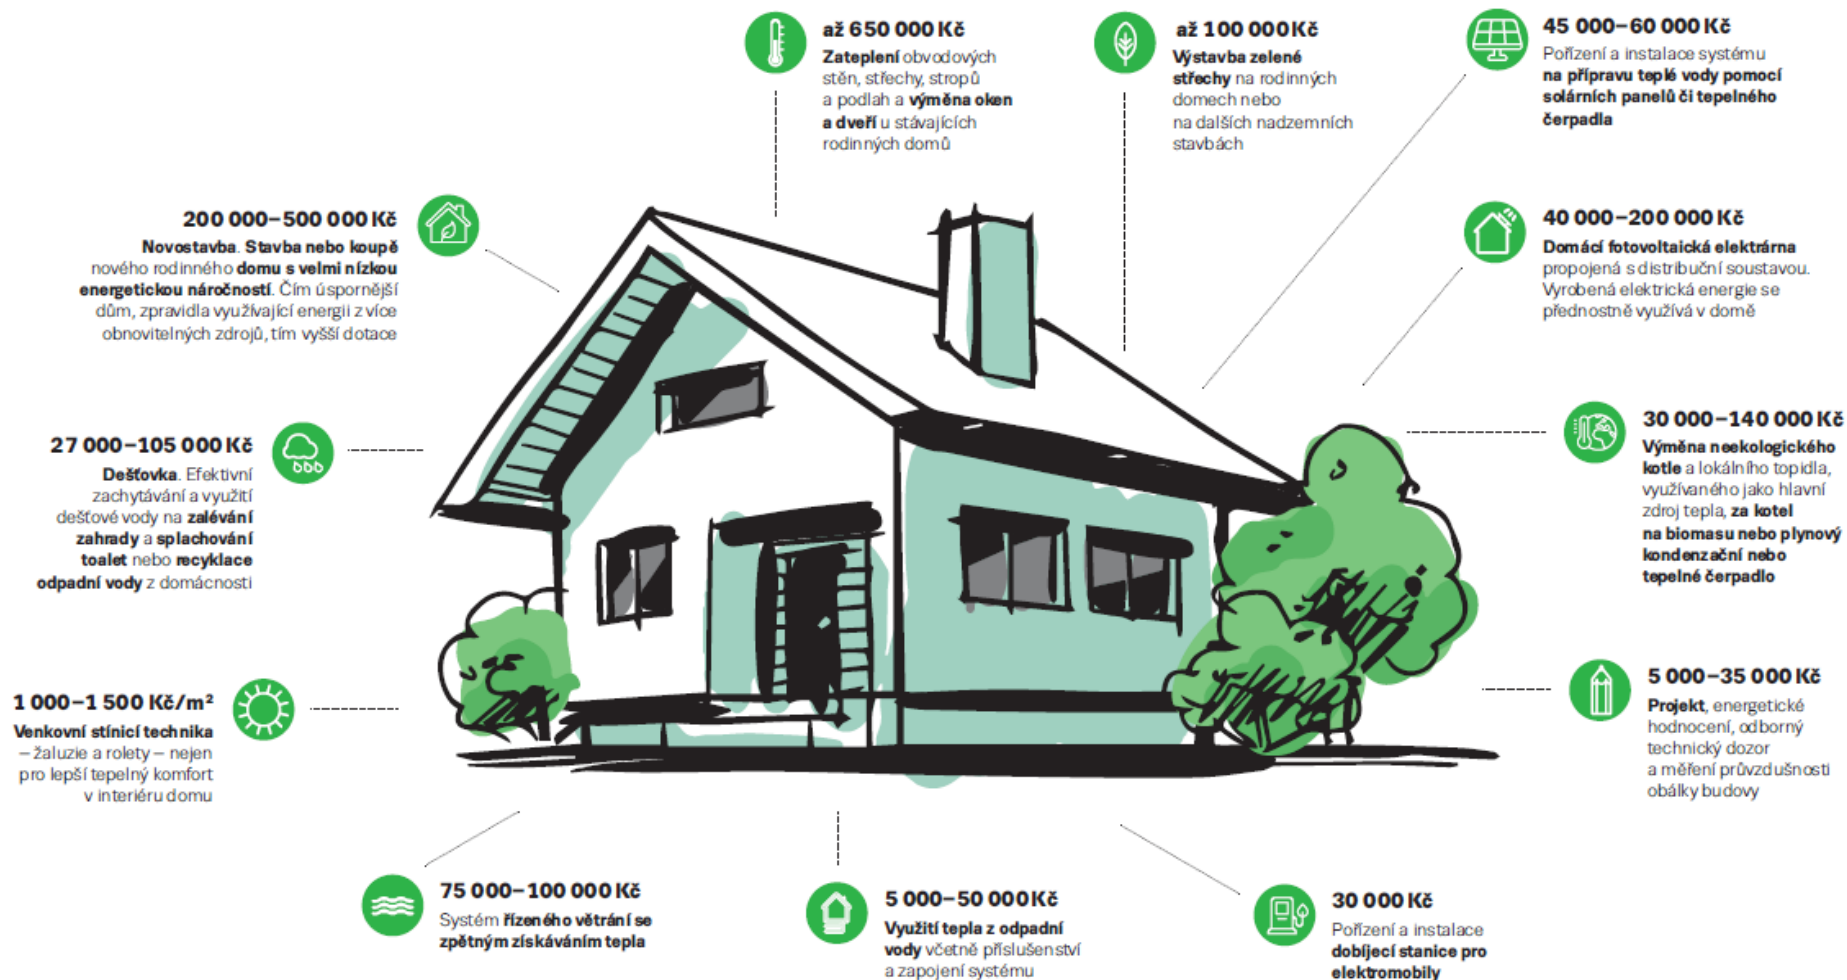 až 650 000 Kč
Zateplení obvodových
stěn, střechy, stropů
a podlah a výměna oken
a dveří u stávajících
rodinných domů
až 100 000 Kč
Výstavba zelené
střechy na rodinných
domech nebo
na dalších nadzemních
stavbách
45 000–60 000 Kč
Pořízení a instalace systému
na přípravu teplé vody pomocí
solárních panelů či tepelného
čerpadla
200 000–500 000 Kč
Novostavba. Stavba nebo koupě
nového rodinného domu s velmi nízkou
energetickou náročností. Čím úspornější
dům, zpravidla využívající energii z více
obnovitelných zdrojů, tím vyšší dotace
40 000–200 000 Kč
Domácí fotovoltaická elektrárna
propojená s distribuční soustavou.
Vyrobená elektrická energie se
přednostně využívá v domě
27 000–105 000 Kč
Dešťovka. Efektivní
zachytávání a využití
dešťové vody na zalévání
zahrady a splachování
toalet nebo recyklace
odpadní vody z domácnosti
30 000–140 000 Kč
Výměna neekologického
kotle a lokálního topidla,
využívaného jako hlavní
zdroj tepla, za kotel
na biomasu nebo plynový
kondenzační nebo
tepelné čerpadlo
1 000–1 500 Kč/m²
Venkovní stínicí technika
– žaluzie a rolety – nejen
pro lepší tepelný komfort
v interiéru domu
5 000–35 000 Kč
Projekt, energetické
hodnocení, odborný
technický dozor
a měření průvzdušnosti
obálky budovy
75 000–100 000 Kč
Systém řízeného větrání se
zpětným získáváním tepla
5 000–50 000 Kč
Využití tepla z odpadní
vody včetně příslušenství
a zapojení systému
30 000 Kč
Pořízení a instalace
dobíjecí stanice pro
elektromobily